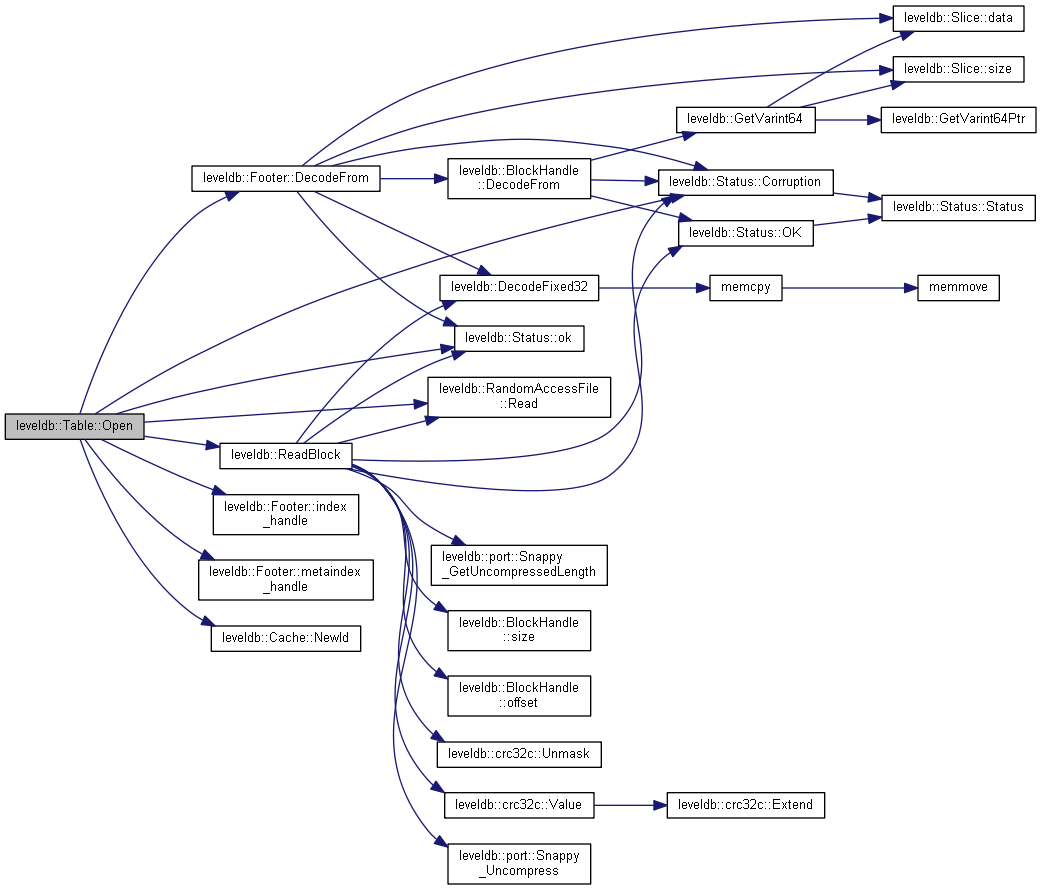 leveldb::Slice::data
leveldb::Slice::size
leveldb::GetVarint64
leveldb::GetVarint64Ptr
leveldb::Footer::DecodeFrom
leveldb::BlockHandle
::DecodeFrom
leveldb::Status::Corruption
leveldb::Status::Status
leveldb::Status::OK
leveldb::DecodeFixed32
memcpy
memmove
leveldb::Status::ok
leveldb::RandomAccessFile
::Read
leveldb::Table::Open
leveldb::ReadBlock
leveldb::Footer::index
_handle
leveldb::port::Snappy
_GetUncompressedLength
leveldb::Footer::metaindex
_handle
leveldb::BlockHandle
::size
leveldb::Cache::NewId
leveldb::BlockHandle
::offset
leveldb::crc32c::Unmask
leveldb::crc32c::Value
leveldb::crc32c::Extend
leveldb::port::Snappy
_Uncompress